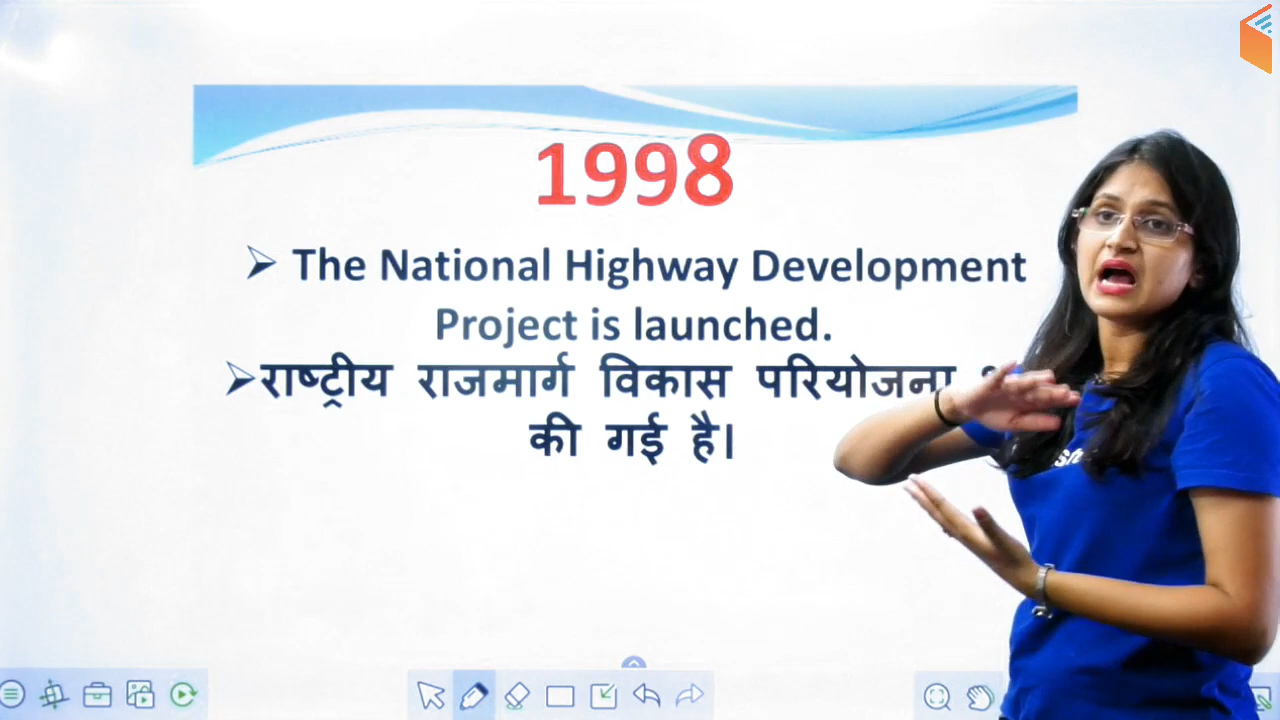 1998
➢ The National Highway Development
Project is launched.
➢राष्ट्रीय राजमार्ग विकास परियोजना
की गई है।